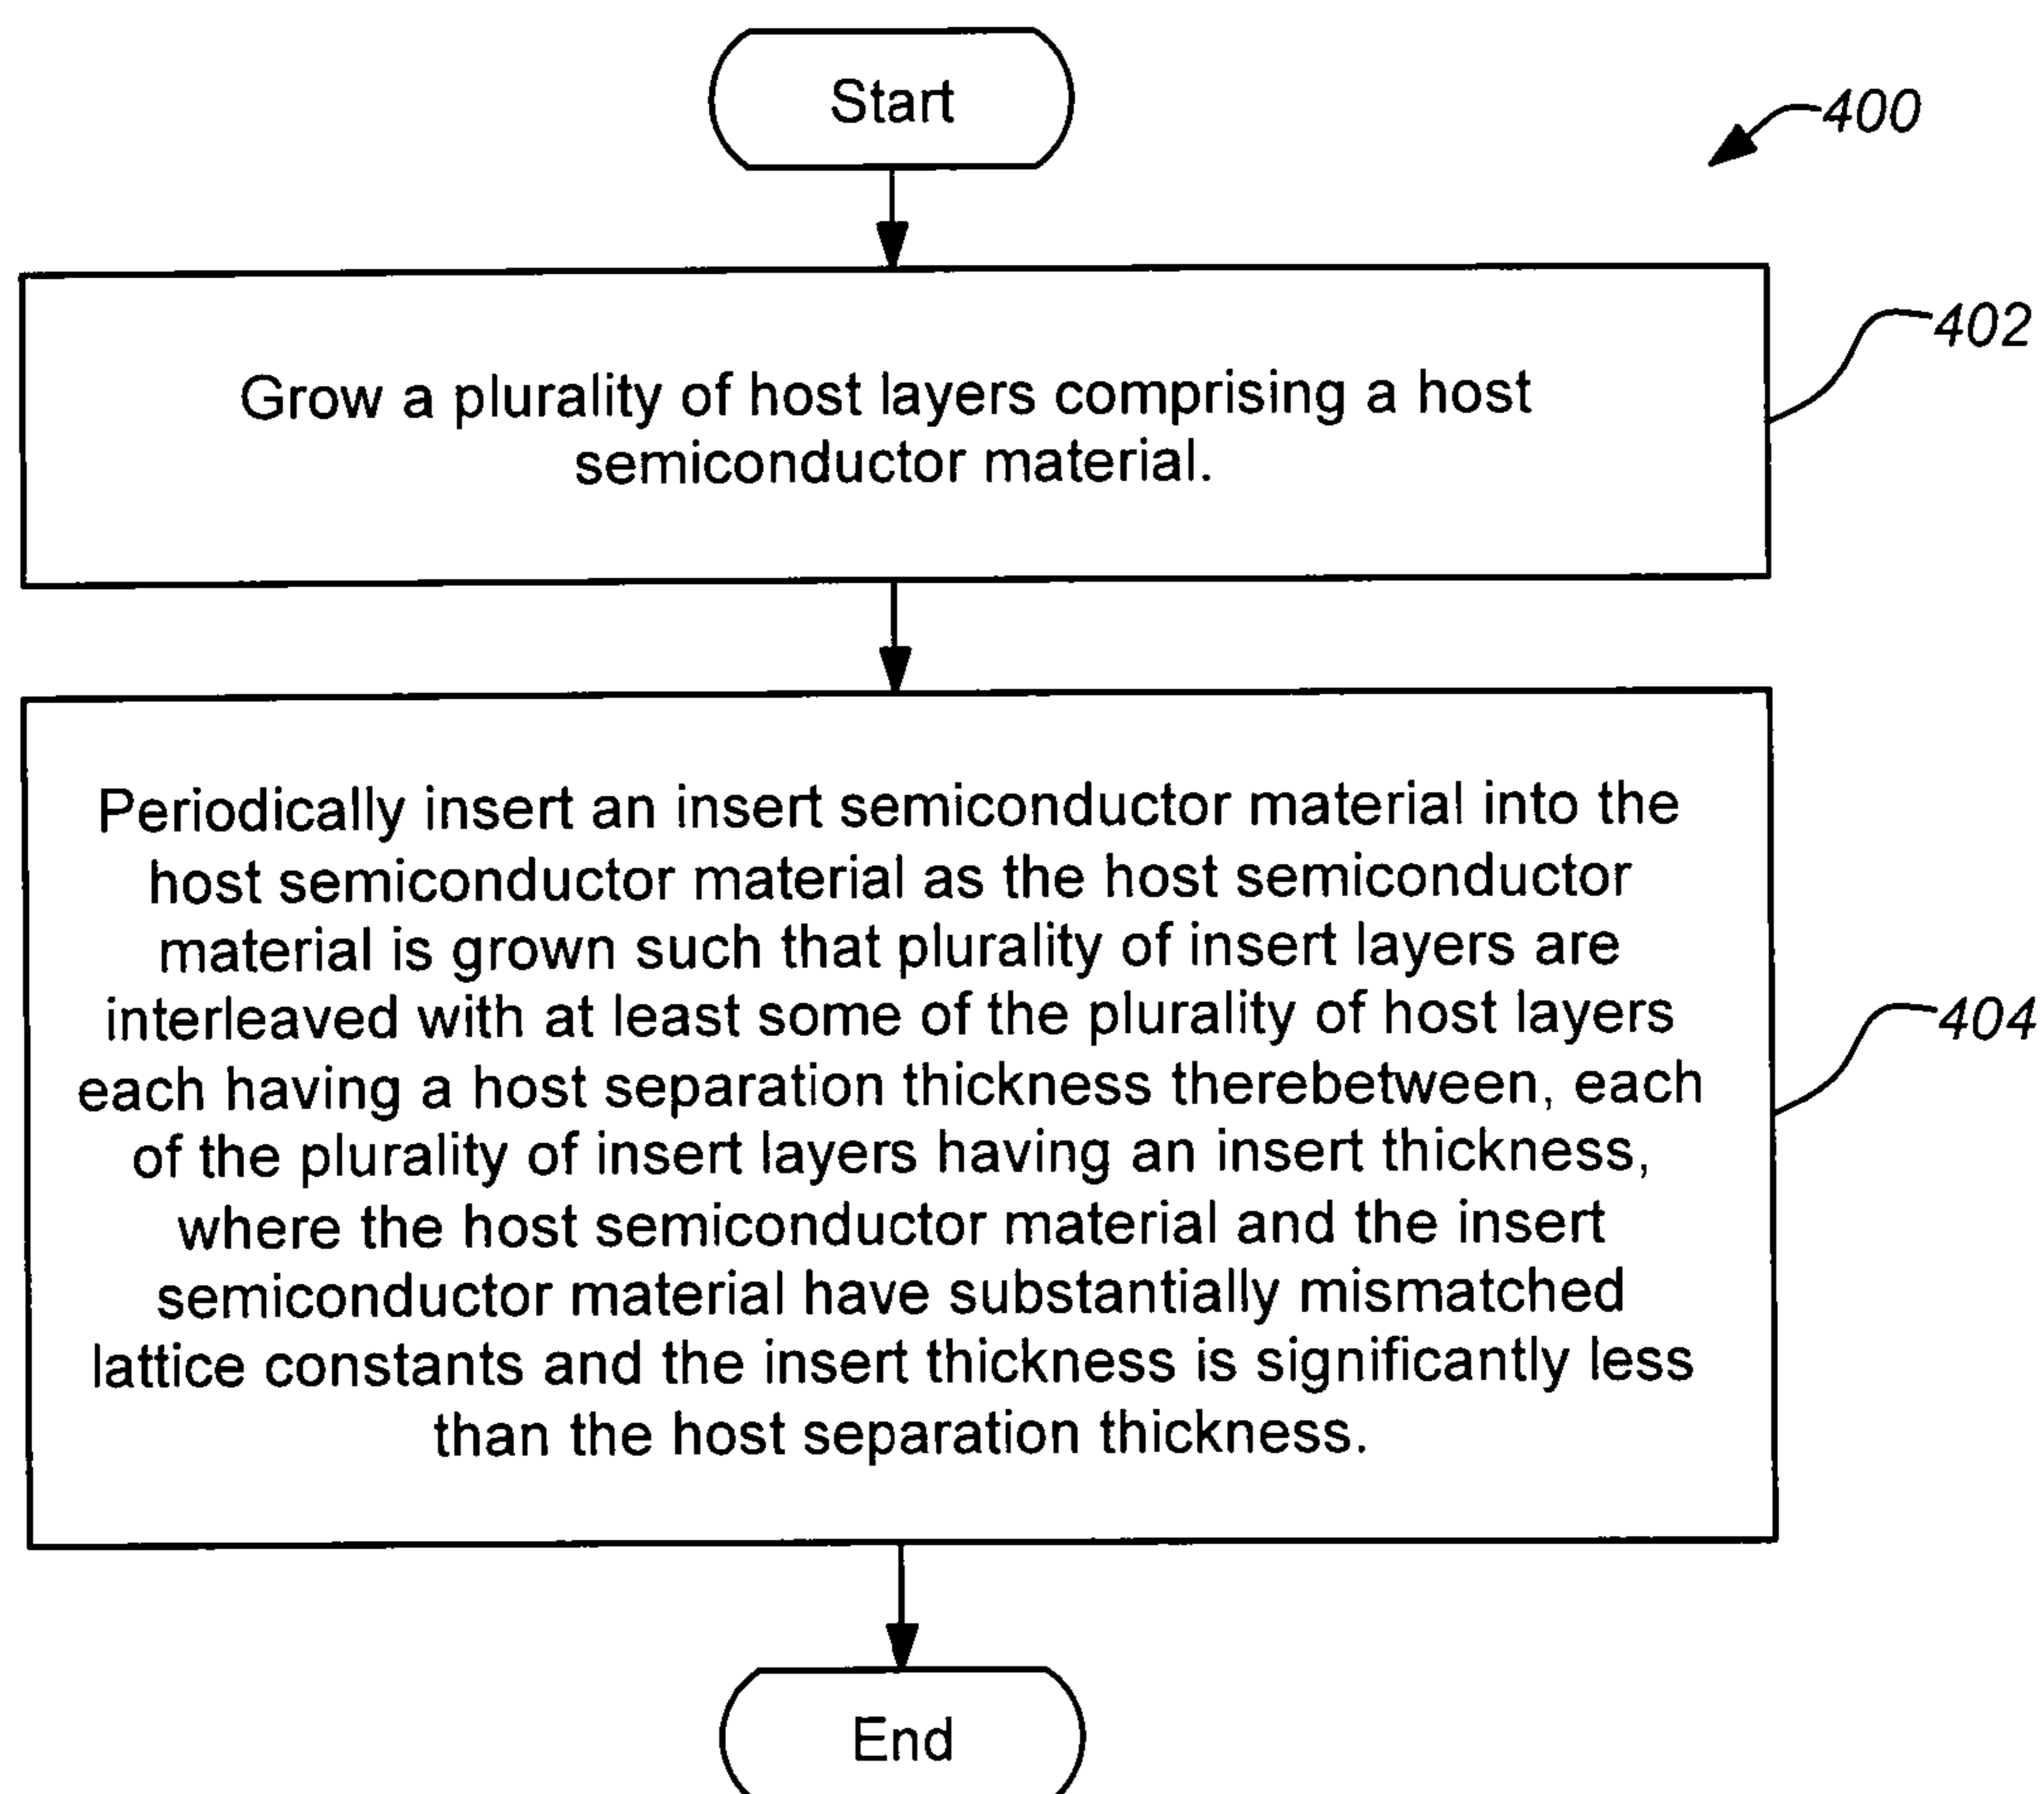 Start
400
402
Grow a plurality of host layers comprising a host
semiconductor material.
Periodically insert an insert semiconductor material into the
host semiconductor material as the host semiconductor
material is grown such that plurality of insert layers are
interleaved with at least some of the plurality of host layers
each having a host separation thickness therebetween, each
of the plurality of insert layers having an insert thickness,
where the host semiconductor material and the insert
semiconductor material have substantially mismatched
lattice constants and the insert thickness is significantly less
than the host separation thickness.
404
End